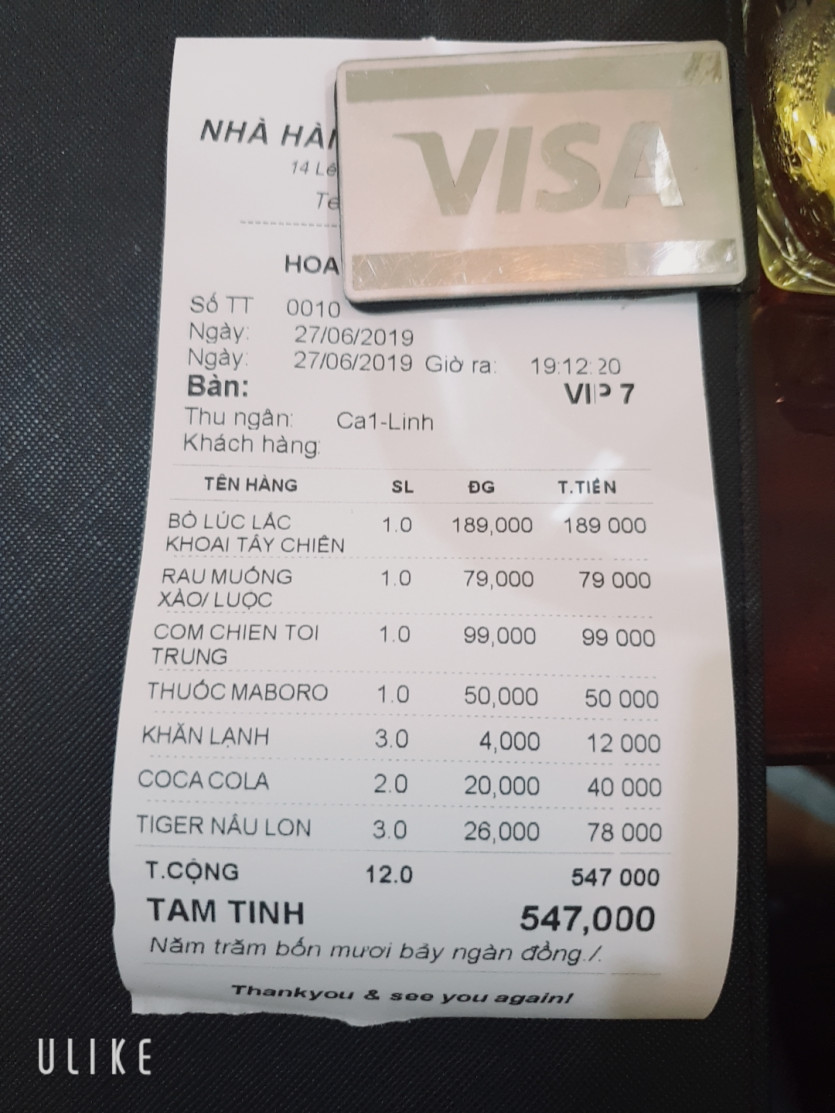 VISA
NHÀ HÀN
14 Lê
Te
HOA
Số TT 0010
Ngày: 27/06/2019
Ngày: 27/06/2019 Giờ ra: 19:12:20
Bàn: VIP 7
Thu ngân: Ca1-Linh
Khách hàng:
TÊN HÀNG SL ĐG T.TIỀN
BÒ LÚC LẮC 1.0 189,000 189 000
KHOAI TÂY CHIÊN
RAU MUỐNG 1.0 79,000 79 000
XÀO/ LUỘC
COM CHIEN TOI 1.0 99,000 99 000
TRUNG
THUỐC MABORO 1.0 50,000 50 000
KHĂN LẠNH 3.0 4,000 12 000
COCA COLA 2.0 20,000 40 000
TIGER NÂU LON 3.0 26,000 78 000
T.CỘNG 12.0 547 000
TAM TINH 547,000
Năm trăm bốn mươi bảy ngàn đồng./.
Thankyou & see you again!
ULIKE